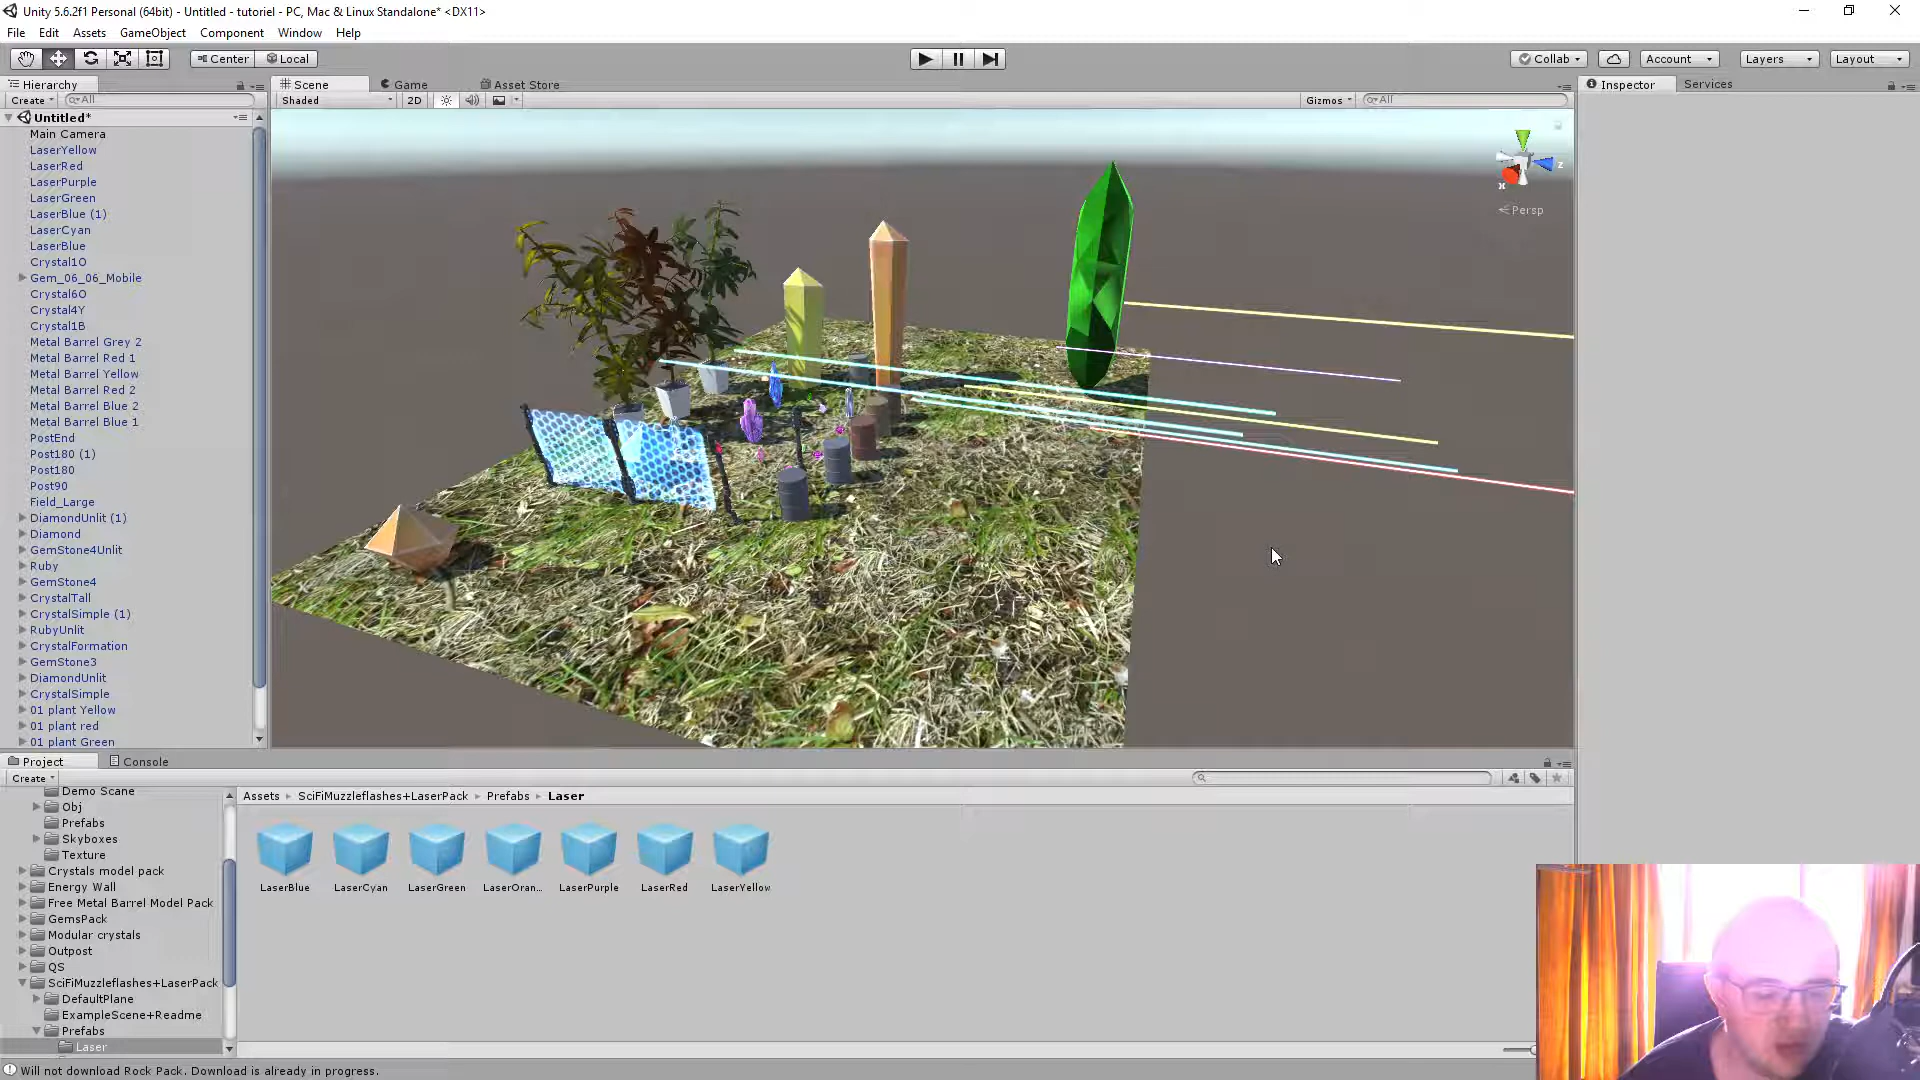 Unity 5.6.2f1 Personal (64bit) - Untitled - tutoriel - PC, Mac & Linux Standalone* <DX11>
File Edit Assets GameObject Component Window Help
Center Local Collab Account Layers Layout
Hierarchy Scene Game Asset Store Inspector Services
Create All Shaded 2D Gizmos All
Untitled*
Main Camera
LaserYellow
LaserRed
LaserPurple
LaserGreen
LaserBlue (1)
LaserCyan
LaserBlue
Crystal1O
Gem_06_06_Mobile
Crystal6O
Crystal4Y
Crystal1B
Metal Barrel Grey 2
Metal Barrel Red 1
Metal Barrel Yellow
Metal Barrel Red 2
Metal Barrel Blue 2
Metal Barrel Blue 1
PostEnd
Post180 (1)
Post180
Post90
Field_Large
DiamondUnlit (1)
Diamond
GemStone4Unlit
Ruby
GemStone4
CrystalTall
CrystalSimple (1)
RubyUnlit
CrystalFormation
GemStone3
DiamondUnlit
CrystalSimple
01 plant Yellow
01 plant red
01 plant Green
z
x
Persp
Project Console
Create
Demo Scane
Obj
Prefabs
Skyboxes
Texture
Crystals model pack
Energy Wall
Free Metal Barrel Model Pack
GemsPack
Modular crystals
Outpost
QS
SciFiMuzzleflashes+LaserPack
DefaultPlane
ExampleScene+Readme
Prefabs
Laser
Assets SciFiMuzzleflashes+LaserPack Prefabs Laser
LaserBlue LaserCyan LaserGreen LaserOran... LaserPurple LaserRed LaserYellow
Will not download Rock Pack. Download is already in progress.